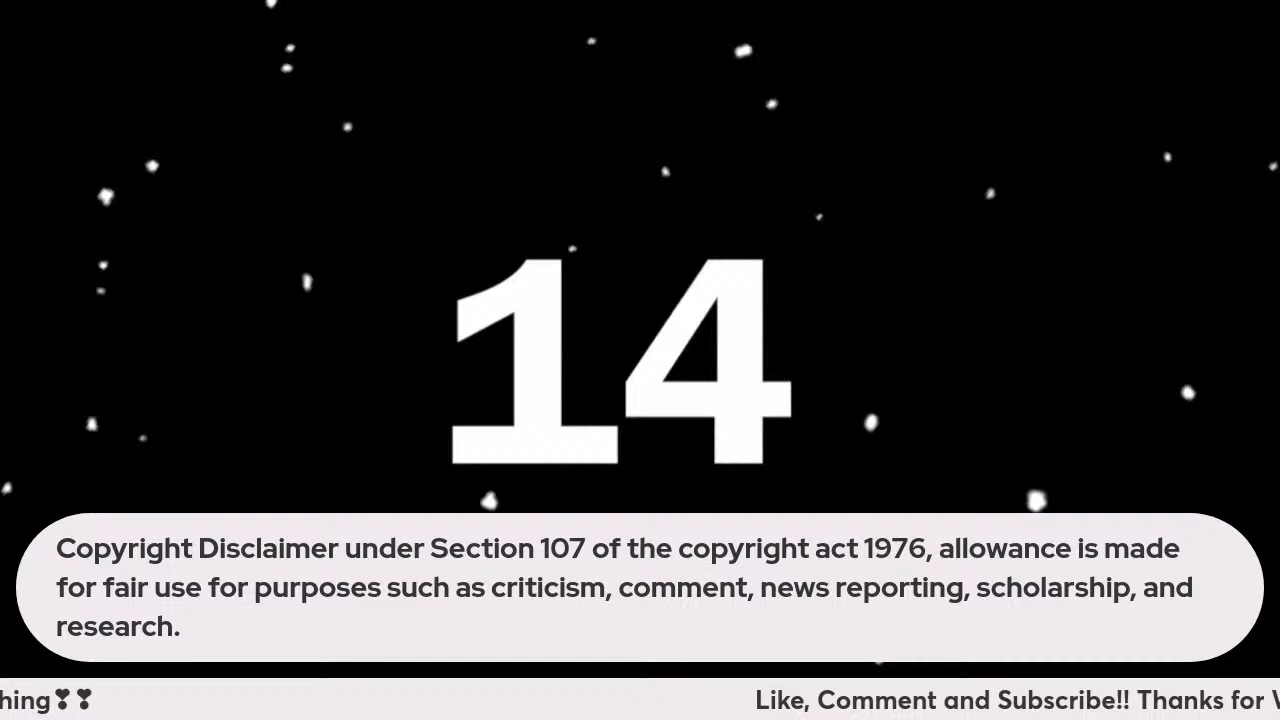 14
Copyright Disclaimer under Section 107 of the copyright act 1976, allowance is made
for fair use for purposes such as criticism, comment, news reporting, scholarship, and
research.
hing❣❣ Like, Comment and Subscribe!! Thanks for